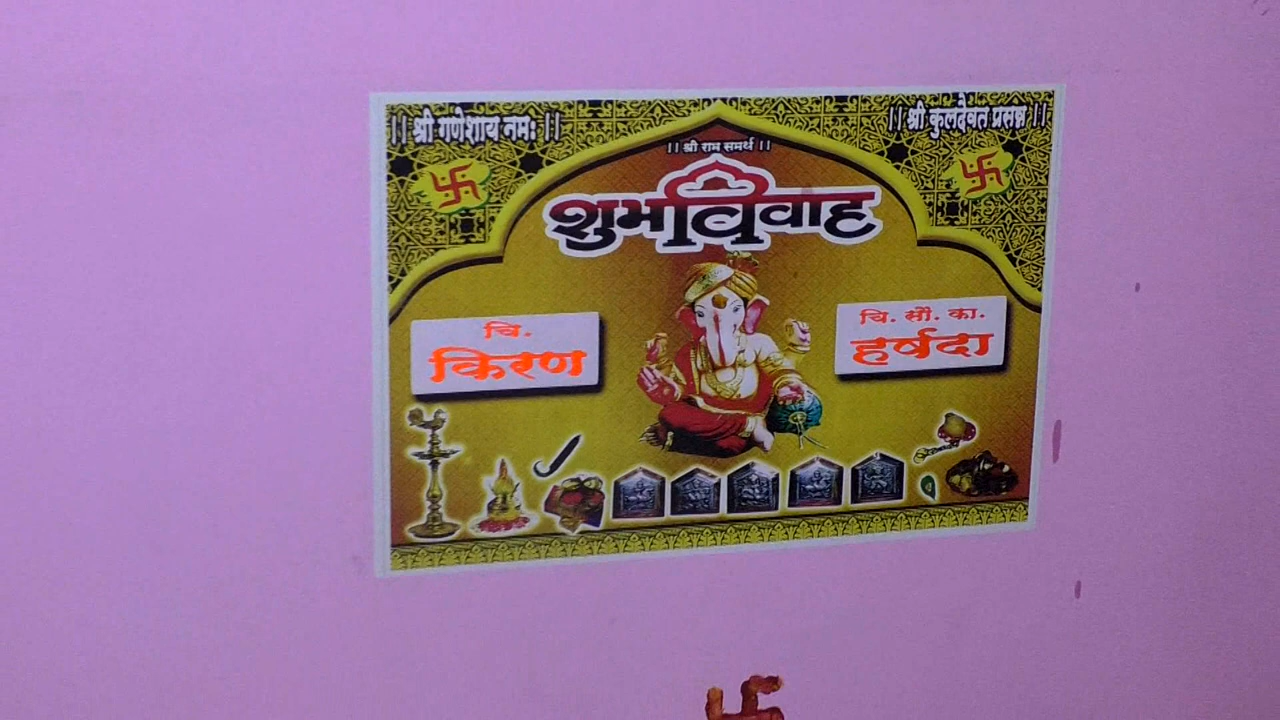 || श्री गणेशाय नमः ||
|| श्री कुलदैवत प्रसन्न ||
|| श्री राम समर्थ ||
शुभविवाह
चि.
किरण
चि. सौ. का.
हर्षदा